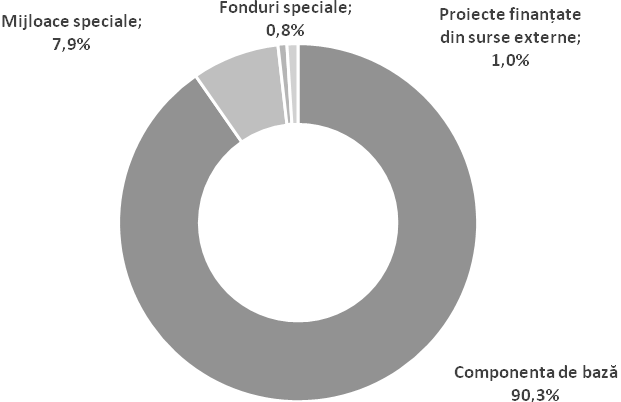 Mijloace speciale;
7,9%
Fonduri speciale;
0,8%
Proiecte finanțate
din surse externe;
1,0%
Componenta de bază
90,3%